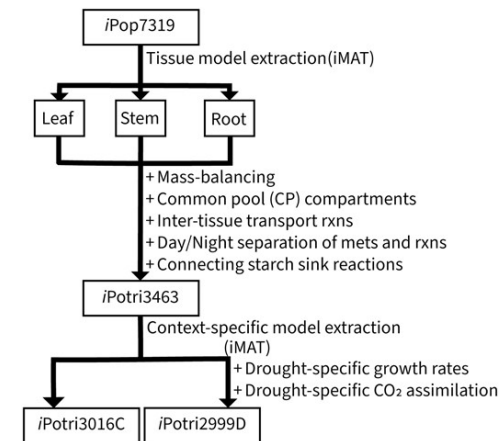 iPop7319
Tissue model extraction(iMAT)
Leaf
Stem
Root
+ Mass-balancing
+ Common pool (CP) compartments
+ Inter-tissue transport rxns
+ Day/Night separation of mets and rxns
+ Connecting starch sink reactions
iPotri3463
Context-specific model extraction
(iMAT)
+ Drought-specific growth rates
+ Drought-specific CO₂ assimilation
iPotri3016C
iPotri2999D